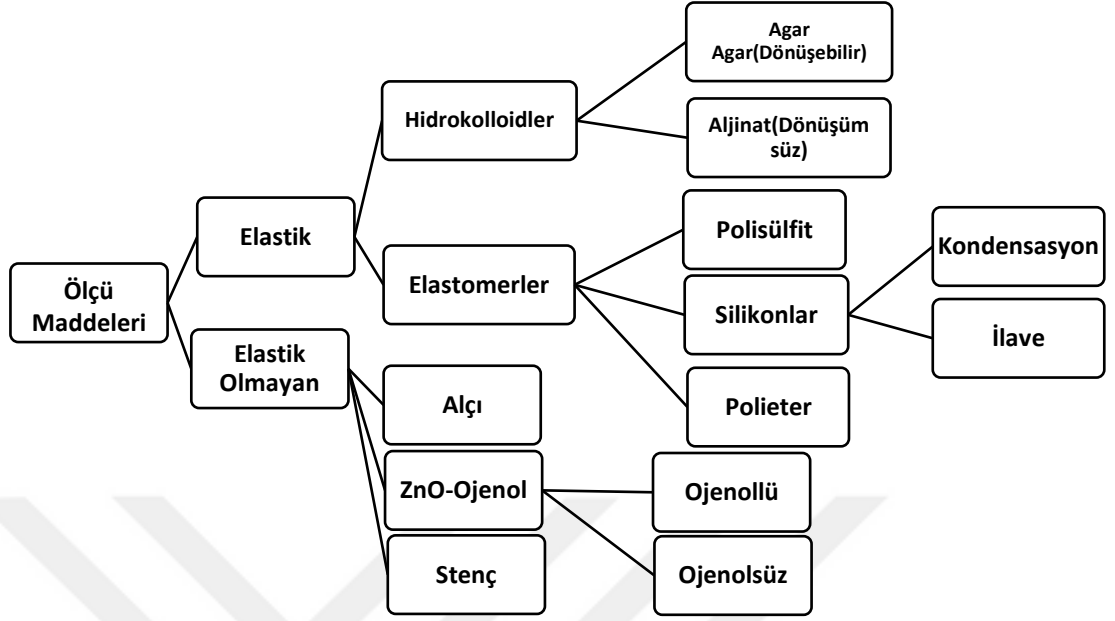 Agar
Agar(Dönüşebilir)
Hidrokolloidler
Aljinat(Dönüşüm
süz)
Elastik
Polisülfit
Kondensasyon
Ölçü
Maddeleri
Elastomerler
Silikonlar
İlave
Elastik
Olmayan
Alçı
Polieter
ZnO-Ojenol
Ojenollü
Stenç
Ojenolsüz